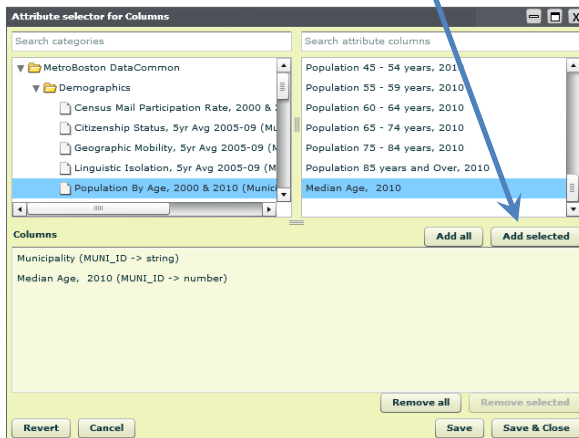 Attribute selector for Columns
Search categories
Search attribute columns
MetroBoston DataCommon
Demographics
Census Mail Participation Rate, 2000 &
Citizenship Status, 5yr Avg 2005-09 (Mu
Geographic Mobility, 5yr Avg 2005-09 (M
Linguistic Isolation, 5yr Avg 2005-09 (M
Population By Age, 2000 & 2010 (Munici
Population 45 - 54 years, 2010
Population 55 - 59 years, 2010
Population 60 - 64 years, 2010
Population 65 - 74 years, 2010
Population 75 - 84 years, 2010
Population 85 years and Over, 2010
Median Age, 2010
Columns
Add all
Add selected
Municipality (MUNI_ID -> string)
Median Age, 2010 (MUNI_ID -> number)
Remove all
Remove selected
Revert
Cancel
Save
Save & Close